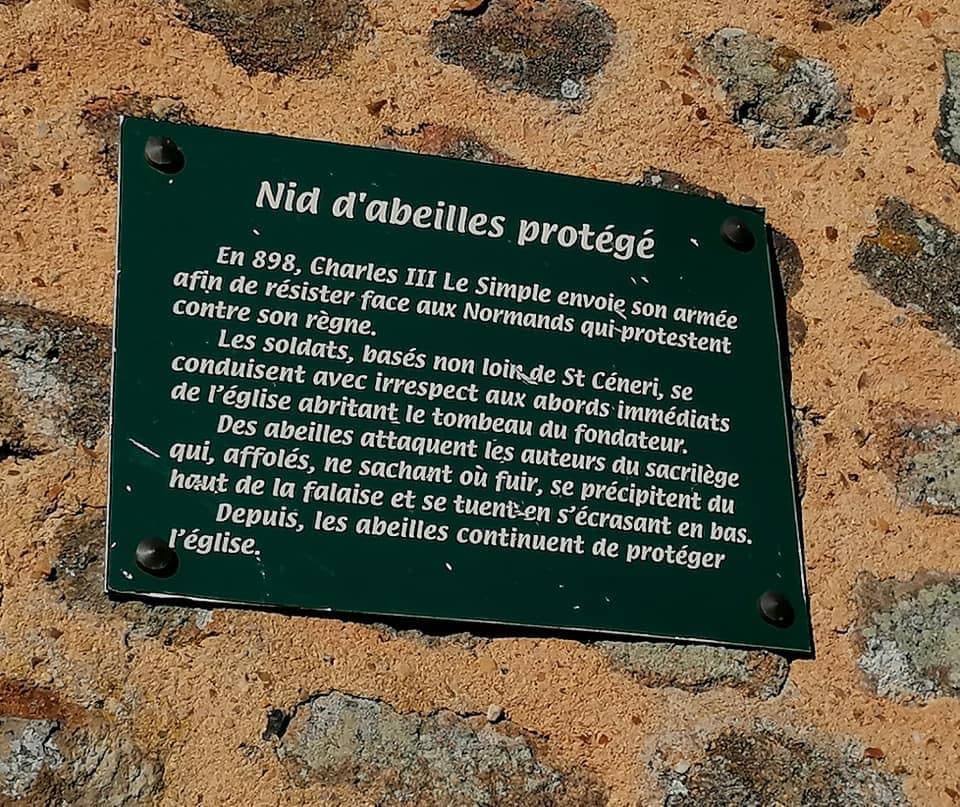 Nid d'abeilles protégé
En 898, Charles III Le Simple envoie son armée
afin de résister face aux Normands qui protestent
contre son règne.
Les soldats, basés non loin de St Céneri, se
conduisent avec irrespect aux abords immédiats
de l'église abritant le tombeau du fondateur.
Des abeilles attaquent les auteurs du sacrilège
qui, affolés, ne sachant où fuir, se précipitent du
haut de la falaise et se tuent en s'écrasant en bas.
Depuis, les abeilles continuent de protéger
l'église.